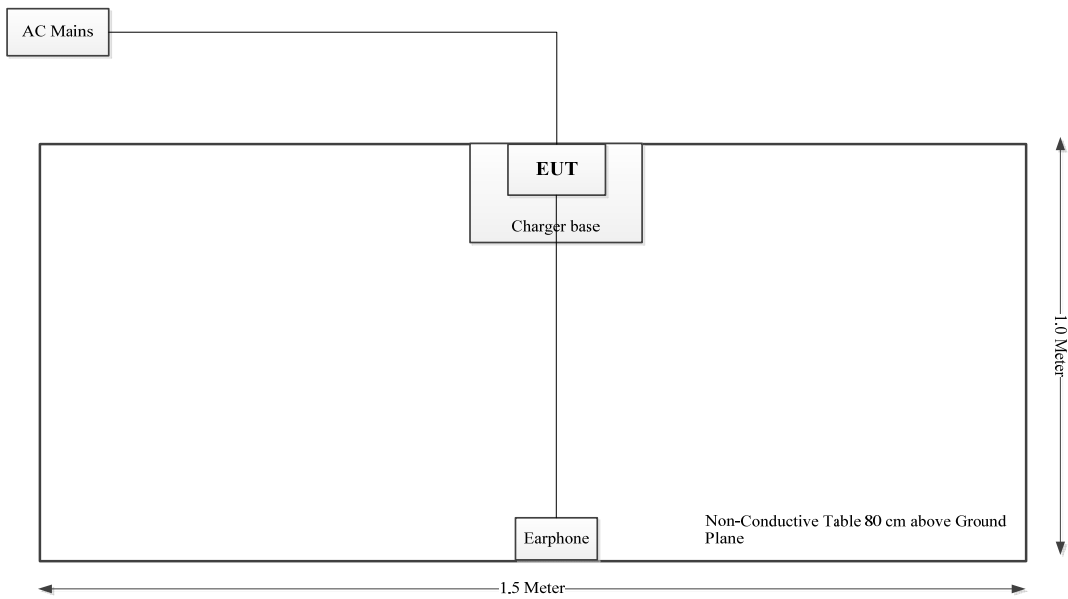 AC Mains
EUT
Charger base
1.0 Meter
Non-Conductive Table 80 cm above Ground
Plane
Earphone
1.5 Meter